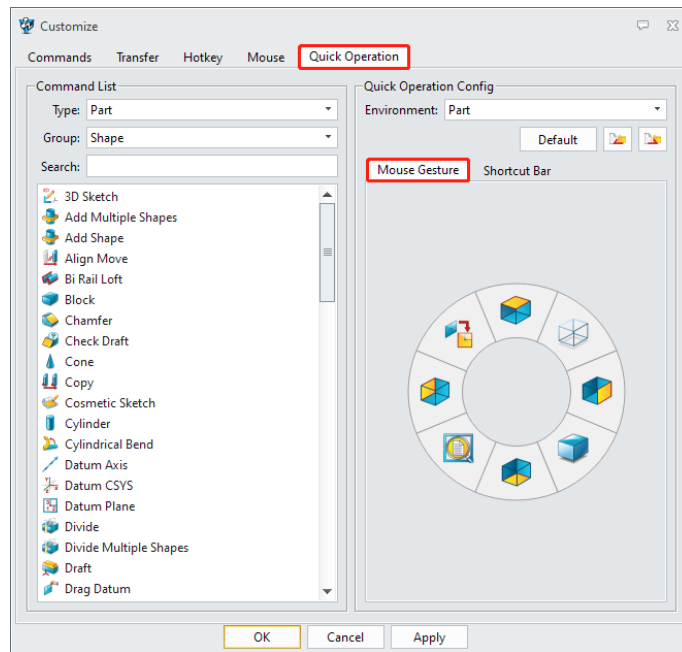 Customize
Commands Transfer Hotkey Mouse Quick Operation
Command List
Type: Part
Group: Shape
Search:
3D Sketch
Add Multiple Shapes
Add Shape
Align Move
Bi Rail Loft
Block
Chamfer
Check Draft
Cone
Copy
Cosmetic Sketch
Cylinder
Cylindrical Bend
Datum Axis
Datum CSYS
Datum Plane
Divide
Divide Multiple Shapes
Draft
Drag Datum
Quick Operation Config
Environment: Part
Default
Mouse Gesture Shortcut Bar
OK Cancel Apply